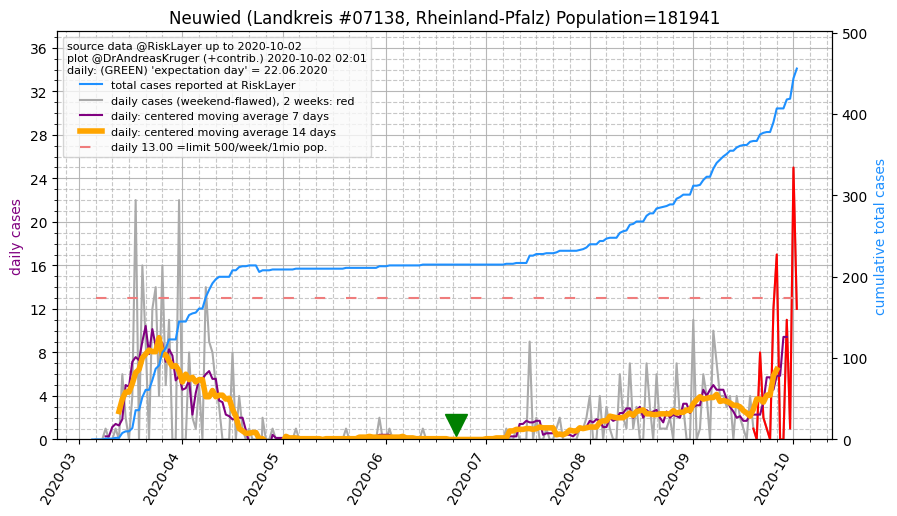 Neuwied (Landkreis #07138, Rheinland-Pfalz) Population=181941
source data @RiskLayer up to 2020-10-02
plot @DrAndreasKruger (+contrib.) 2020-10-02 02:01
daily: (GREEN) 'expectation day' = 22.06.2020
total cases reported at RiskLayer
daily cases (weekend-flawed), 2 weeks: red
daily: centered moving average 7 days
daily: centered moving average 14 days
daily 13.00 =limit 500/week/1mio pop.
daily cases
36
32
28
24
20
16
12
8
4
0
cumulative total cases
500
400
300
200
100
0
2020-03
2020-04
2020-05
2020-06
2020-07
2020-08
2020-09
2020-10